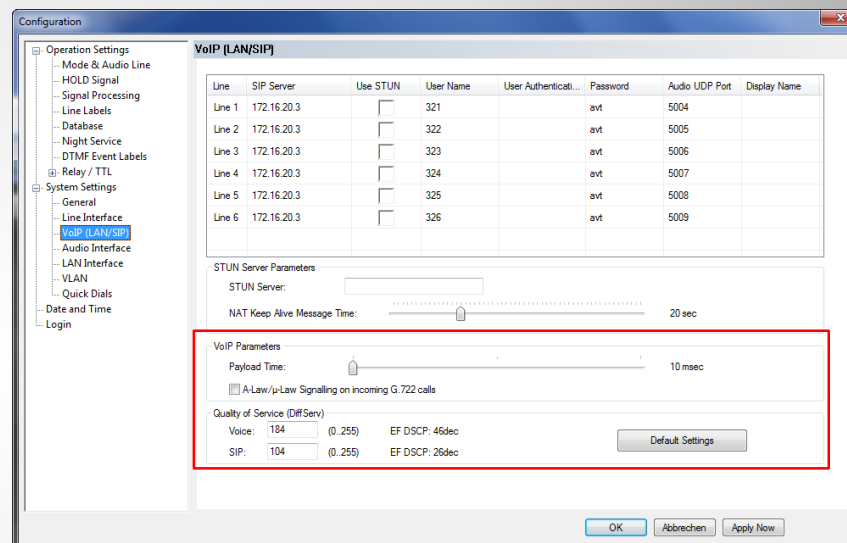 Configuration
Operation Settings
Mode & Audio Line
HOLD Signal
Signal Processing
Line Labels
Database
Night Service
DTMF Event Labels
Relay / TTL
System Settings
General
Line Interface
VoIP (LAN/SIP)
Audio Interface
LAN Interface
VLAN
Quick Dials
Date and Time
Login
VoIP (LAN/SIP)
Line SIP Server Use STUN User Name User Authenticati... Password Audio UDP Port Display Name
Line 1 172.16.20.3 321 avt 5004
Line 2 172.16.20.3 322 avt 5005
Line 3 172.16.20.3 323 avt 5006
Line 4 172.16.20.3 324 avt 5007
Line 5 172.16.20.3 325 avt 5008
Line 6 172.16.20.3 326 avt 5009
STUN Server Parameters
STUN Server:
NAT Keep Alive Message Time: 20 sec
VoIP Parameters
Payload Time: 10 msec
A-Law/µ-Law Signalling on incoming G.722 calls
Quality of Service (DiffServ)
Voice: 184 (0..255) EF DSCP: 46dec
SIP: 104 (0..255) EF DSCP: 26dec
Default Settings
OK Abbrechen Apply Now